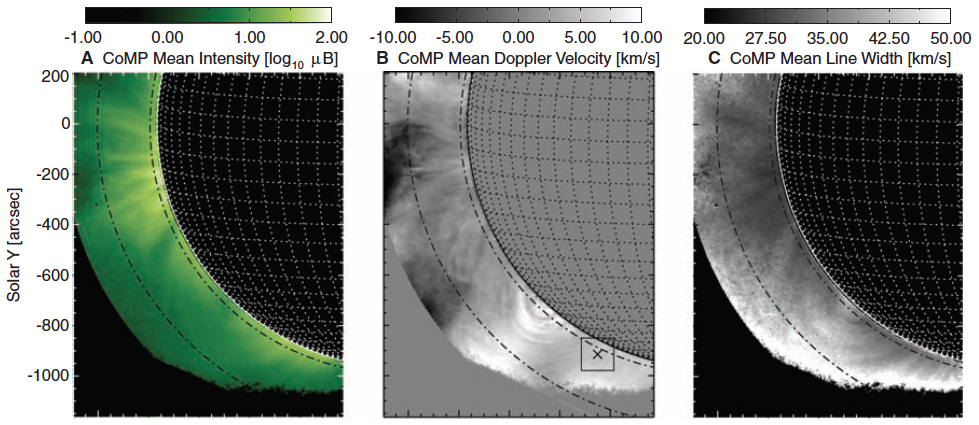 -1.00 0.00 1.00 2.00
-10.00 -5.00 0.00 5.00 10.00
20.00 27.50 35.00 42.50 50.00
A CoMP Mean Intensity [log10 μB]
B CoMP Mean Doppler Velocity [km/s]
C CoMP Mean Line Width [km/s]
200
0
-200
-400
-600
-800
-1000
Solar Y [arcsec]